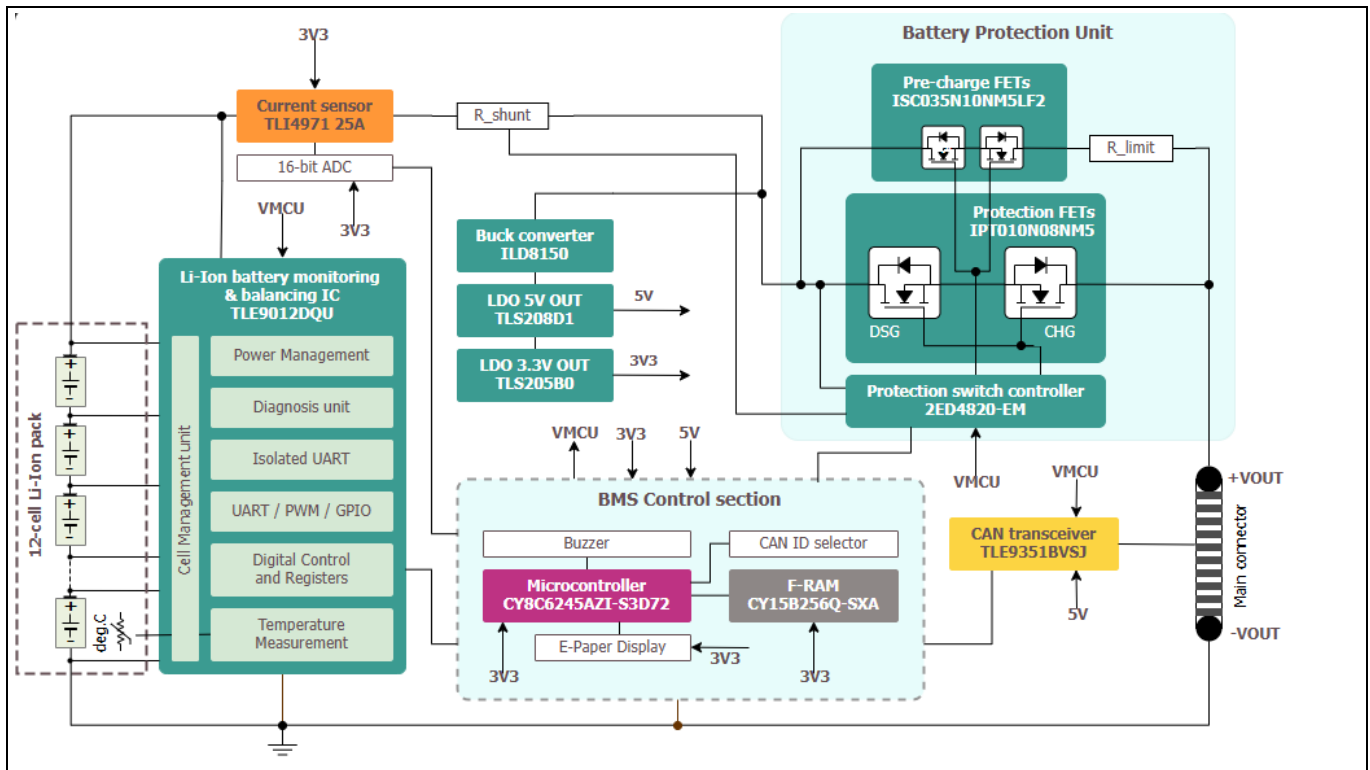 3V3
Battery Protection Unit
Pre-charge FETs
ISC035N10NM5LF2
Current sensor
TLI4971 25A
R_shunt
R_limit
16-bit ADC
VMCU
3V3
Protection FETs
IPT010N08NM5
Buck converter
ILD8150
Li-Ion battery monitoring
& balancing IC
TLE9012DQU
LDO 5V OUT
TLS208D1
5V
DSG
CHG
Power Management
LDO 3.3V OUT
TLS205B0
3V3
Protection switch controller
2ED4820-EM
Diagnosis unit
VMCU
3V3
5V
12-cell Li-Ion pack
Cell Management unit
Isolated UART
VMCU
VMCU
+VOUT
BMS Control section
UART / PWM / GPIO
Buzzer
CAN ID selector
CAN transceiver
TLE9351BVSJ
Main connector
Digital Control
and Registers
Microcontroller
CY8C6245AZI-S3D72
F-RAM
CY15B256Q-SXA
5V
deg.C
Temperature
Measurement
E-Paper Display
3V3
-VOUT
3V3
3V3